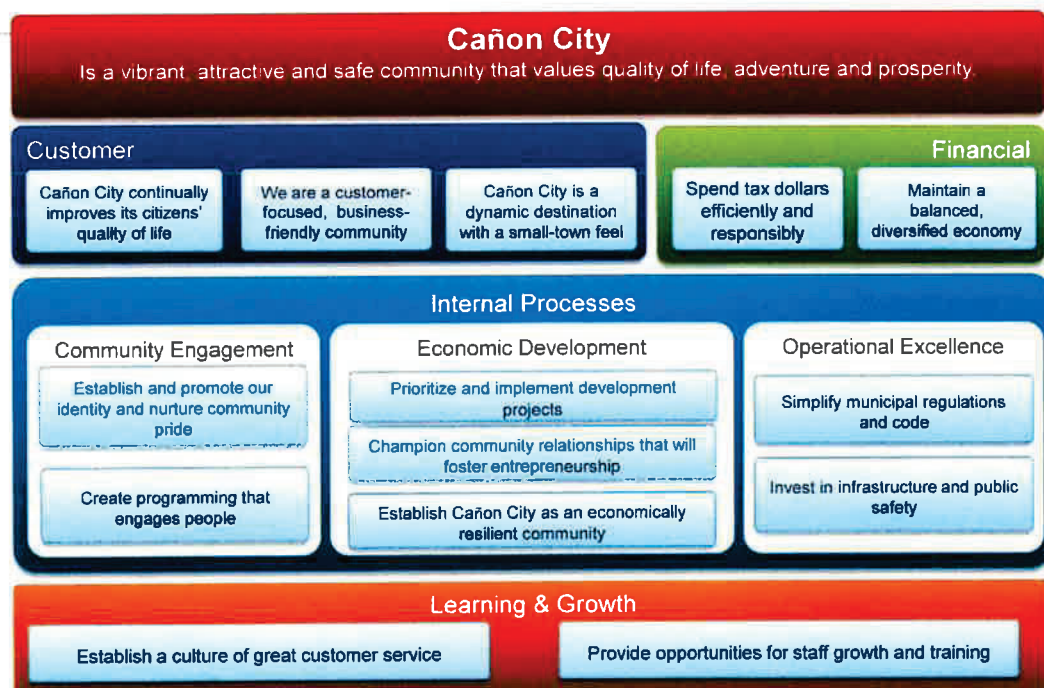 Cañon City
Is a vibrant, attractive and safe community that values quality of life, adventure and prosperity.
Customer
Cañon City continually
improves its citizens'
quality of life
We are a customer-
focused, business-
friendly community
Cañon City is a
dynamic destination
with a small-town feel
Financial
Spend tax dollars
efficiently and
responsibly
Maintain a
balanced,
diversified economy
Internal Processes
Community Engagement
Establish and promote our
identity and nurture community
pride
Create programming that
engages people
Economic Development
Prioritize and implement development
projects
Champion community relationships that will
foster entrepreneurship
Establish Cañon City as an economically
resilient community
Operational Excellence
Simplify municipal regulations
and code
Invest in infrastructure and public
safety
Learning & Growth
Establish a culture of great customer service
Provide opportunities for staff growth and training